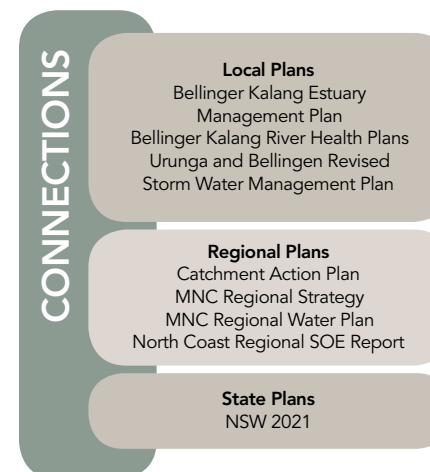 CONNECTIONS
Local Plans
Bellinger Kalang Estuary
Management Plan
Bellinger Kalang River Health Plans
Urunga and Bellingen Revised
Storm Water Management Plan
Regional Plans
Catchment Action Plan
MNC Regional Strategy
MNC Regional Water Plan
North Coast Regional SOE Report
State Plans
NSW 2021